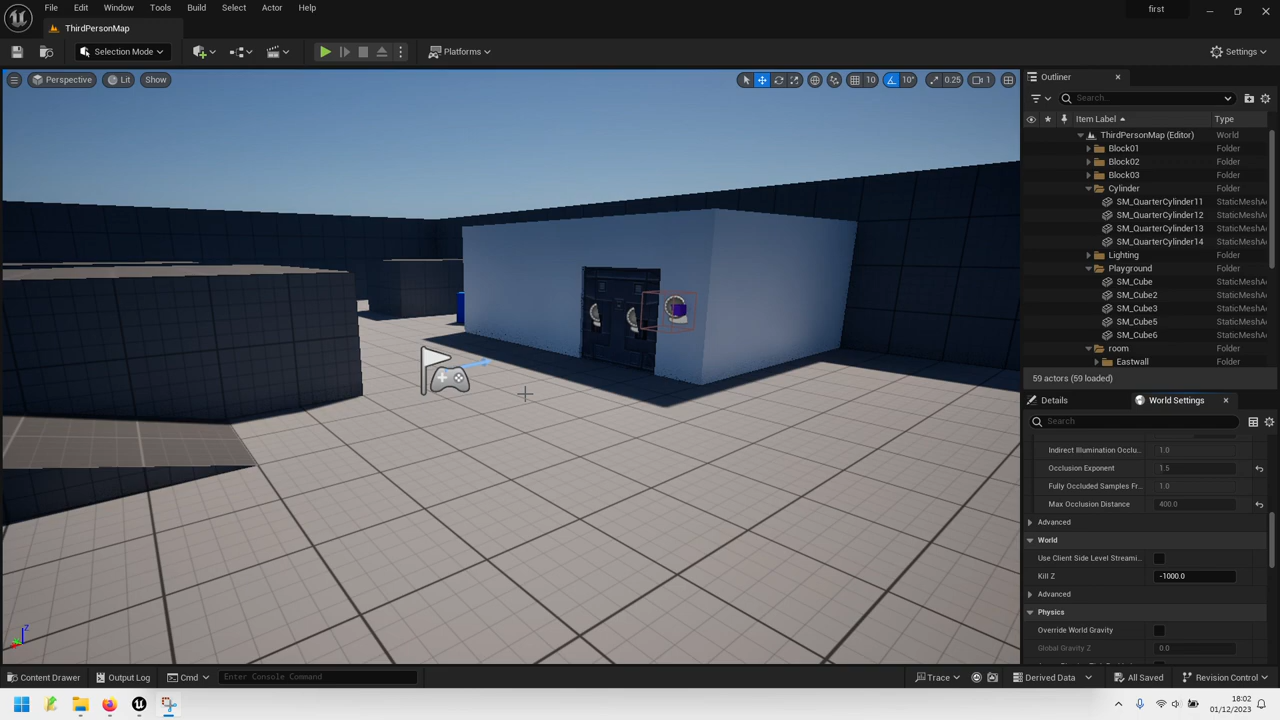 File Edit Window Tools Build Select Actor Help
first
ThirdPersonMap
Selection Mode
Platforms
Settings
Perspective Lit Show
10 10° 0.25 1
Outliner
Search...
Item Label Type
ThirdPersonMap (Editor) World
Block01 Folder
Block02 Folder
Block03 Folder
Cylinder Folder
SM_QuarterCylinder11 StaticMeshA
SM_QuarterCylinder12 StaticMeshA
SM_QuarterCylinder13 StaticMeshA
SM_QuarterCylinder14 StaticMeshA
Lighting Folder
Playground Folder
SM_Cube StaticMeshA
SM_Cube2 StaticMeshA
SM_Cube3 StaticMeshA
SM_Cube5 StaticMeshA
SM_Cube6 StaticMeshA
room Folder
Eastwall Folder
59 actors (59 loaded)
Details World Settings
Search
Indirect Illumination Occlu... 1.0
Occlusion Exponent 1.5
Fully Occluded Samples Fr... 1.0
Max Occlusion Distance 400.0
Advanced
World
Use Client Side Level Streami...
Kill Z -1000.0
Advanced
Physics
Override World Gravity
Global Gravity Z 0.0
Z
Content Drawer Output Log Cmd Enter Console Command Trace Derived Data All Saved Revision Control
18:02
01/12/2023